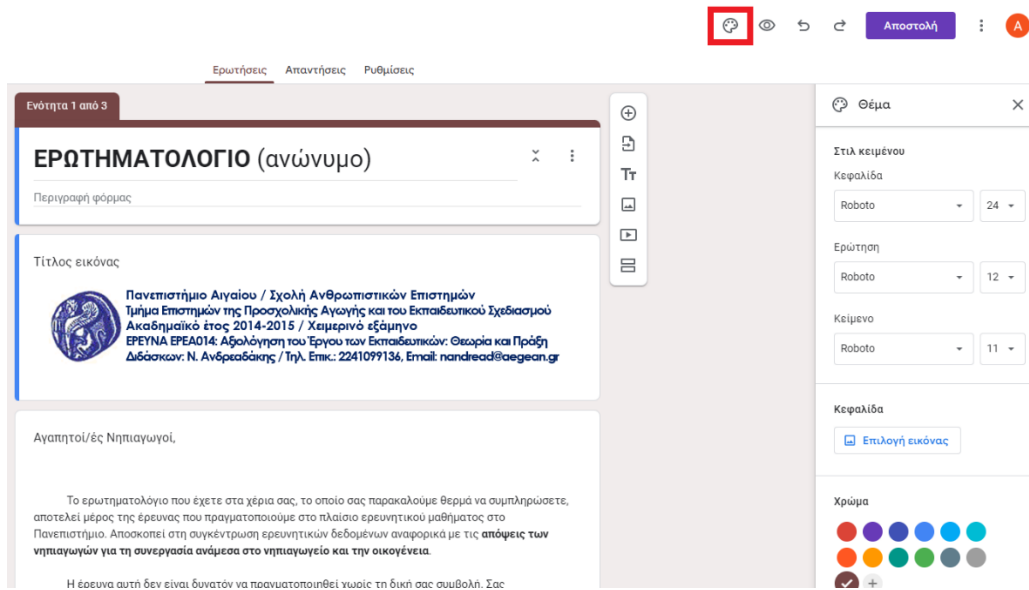 Αποστολή
A
Ερωτήσεις Απαντήσεις Ρυθμίσεις
Ενότητα 1 από 3
ΕΡΩΤΗΜΑΤΟΛΟΓΙΟ (ανώνυμο)
Περιγραφή φόρμας
Τίτλος εικόνας
Πανεπιστήμιο Αιγαίου / Σχολή Ανθρωπιστικών Επιστημών
Τμήμα Επιστημών της Προσχολικής Αγωγής και του Εκπαιδευτικού Σχεδιασμού
Ακαδημαϊκό έτος 2014-2015 / Χειμερινό εξάμηνο
ΕΡΕΥΝΑ ΕΡΕΑ014: Αξιολόγηση του Έργου των Εκπαιδευτικών: Θεωρία και Πράξη
Διδάσκων: Ν. Ανδρεαδάκης / Τηλ. Επικ.: 2241099136, Email: nandread@aegean.gr
Αγαπητοί/ές Νηπιαγωγοί,
Το ερωτηματολόγιο που έχετε στα χέρια σας, το οποίο σας παρακαλούμε θερμά να συμπληρώσετε,
αποτελεί μέρος της έρευνας που πραγματοποιούμε στο πλαίσιο ερευνητικού μαθήματος στο
Πανεπιστήμιο. Αποσκοπεί στη συγκέντρωση ερευνητικών δεδομένων αναφορικά με τις απόψεις των
νηπιαγωγών για τη συνεργασία ανάμεσα στο νηπιαγωγείο και την οικογένεια.
Η έρευνα αυτή δεν είναι δυνατόν να πραγματοποιηθεί χωρίς τη δική σας συμβολή. Σας
Tт
Θέμα
Στιλ κειμένου
Κεφαλίδα
Roboto 24
Ερώτηση
Roboto 12
Κείμενο
Roboto 11
Κεφαλίδα
Επιλογή εικόνας
Χρώμα